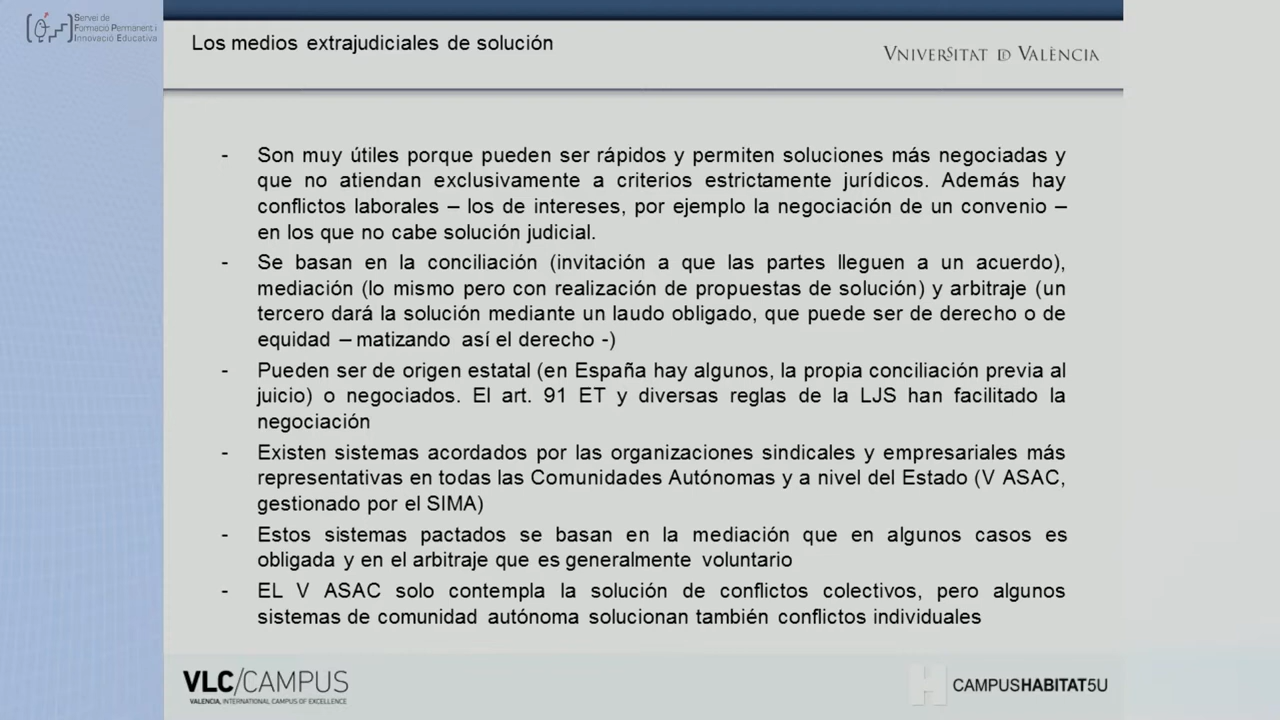 Servei de
Formació Permanent i
Innovació Educativa
Los medios extrajudiciales de solución
VNIVERSITAT D VALÈNCIA
- Son muy útiles porque pueden ser rápidos y permiten soluciones más negociadas y
que no atiendan exclusivamente a criterios estrictamente jurídicos. Además hay
conflictos laborales – los de intereses, por ejemplo la negociación de un convenio –
en los que no cabe solución judicial.
- Se basan en la conciliación (invitación a que las partes lleguen a un acuerdo),
mediación (lo mismo pero con realización de propuestas de solución) y arbitraje (un
tercero dará la solución mediante un laudo obligado, que puede ser de derecho o de
equidad – matizando así el derecho -)
- Pueden ser de origen estatal (en España hay algunos, la propia conciliación previa al
juicio) o negociados. El art. 91 ET y diversas reglas de la LJS han facilitado la
negociación
- Existen sistemas acordados por las organizaciones sindicales y empresariales más
representativas en todas las Comunidades Autónomas y a nivel del Estado (V ASAC,
gestionado por el SIMA)
- Estos sistemas pactados se basan en la mediación que en algunos casos es
obligada y en el arbitraje que es generalmente voluntario
- EL V ASAC solo contempla la solución de conflictos colectivos, pero algunos
sistemas de comunidad autónoma solucionan también conflictos individuales
VLC/CAMPUS
VALENCIA, INTERNATIONAL CAMPUS OF EXCELLENCE
H CAMPUSHABITAT5U